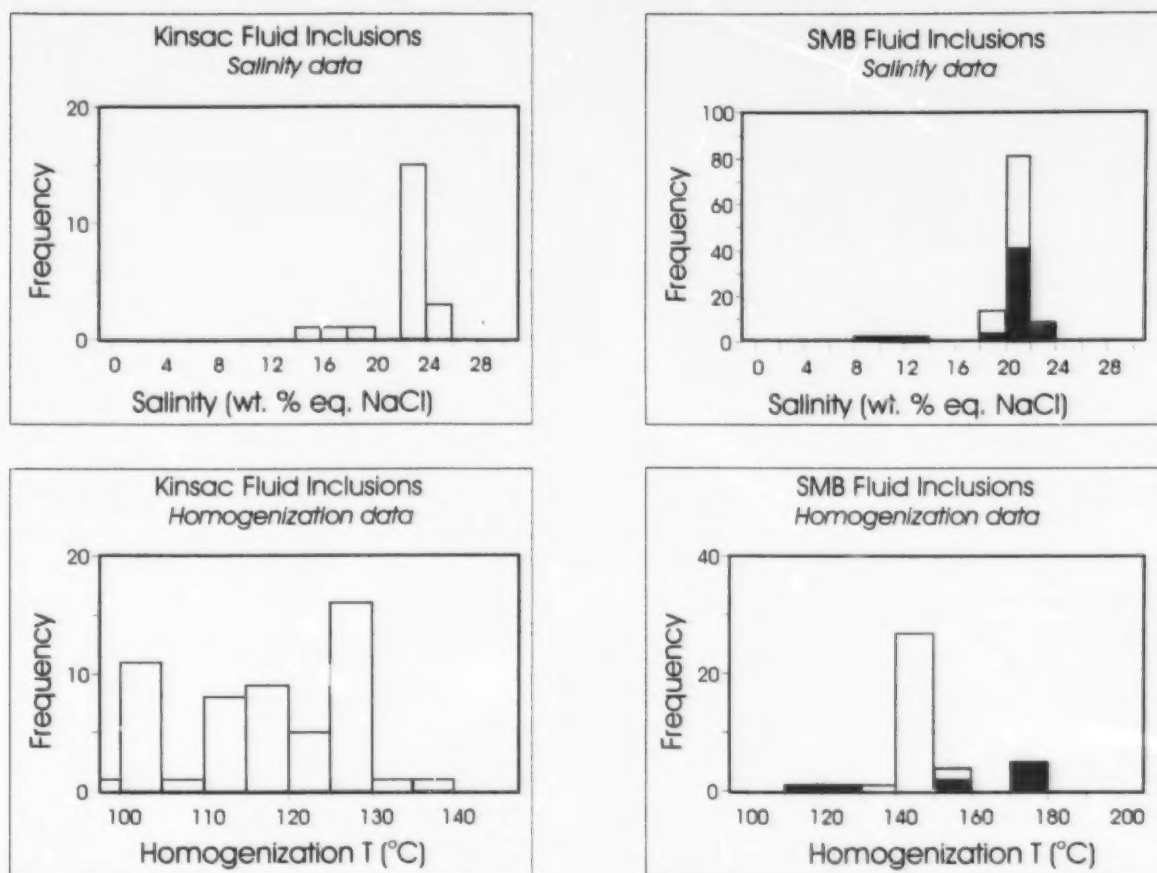 Kinsac Fluid Inclusions
Salinity data
20
10
0
Frequency
0 4 8 12 16 20 24 28
Salinity (wt. % eq. NaCl)
SMB Fluid Inclusions
Salinity data
100
80
60
40
20
0
Frequency
0 4 8 12 16 20 24 28
Salinity (wt. % eq. NaCl)
Kinsac Fluid Inclusions
Homogenization data
20
10
0
Frequency
100 110 120 130 140
Homogenization T (°C)
SMB Fluid Inclusions
Homogenization data
40
20
0
Frequency
100 120 140 160 180 200
Homogenization T (°C)